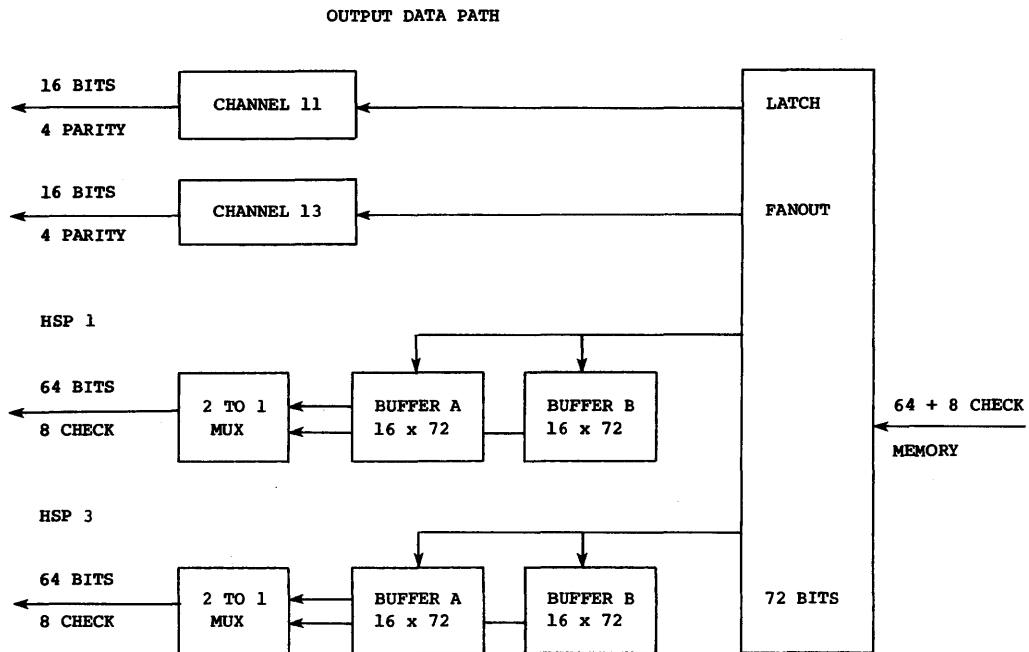 OUTPUT DATA PATH
16 BITS
4 PARITY
CHANNEL 11
LATCH
16 BITS
4 PARITY
CHANNEL 13
FANOUT
HSP 1
64 BITS
8 CHECK
2 TO 1
MUX
BUFFER A
16 x 72
BUFFER B
16 x 72
64 + 8 CHECK
MEMORY
HSP 3
64 BITS
8 CHECK
2 TO 1
MUX
BUFFER A
16 x 72
BUFFER B
16 x 72
72 BITS